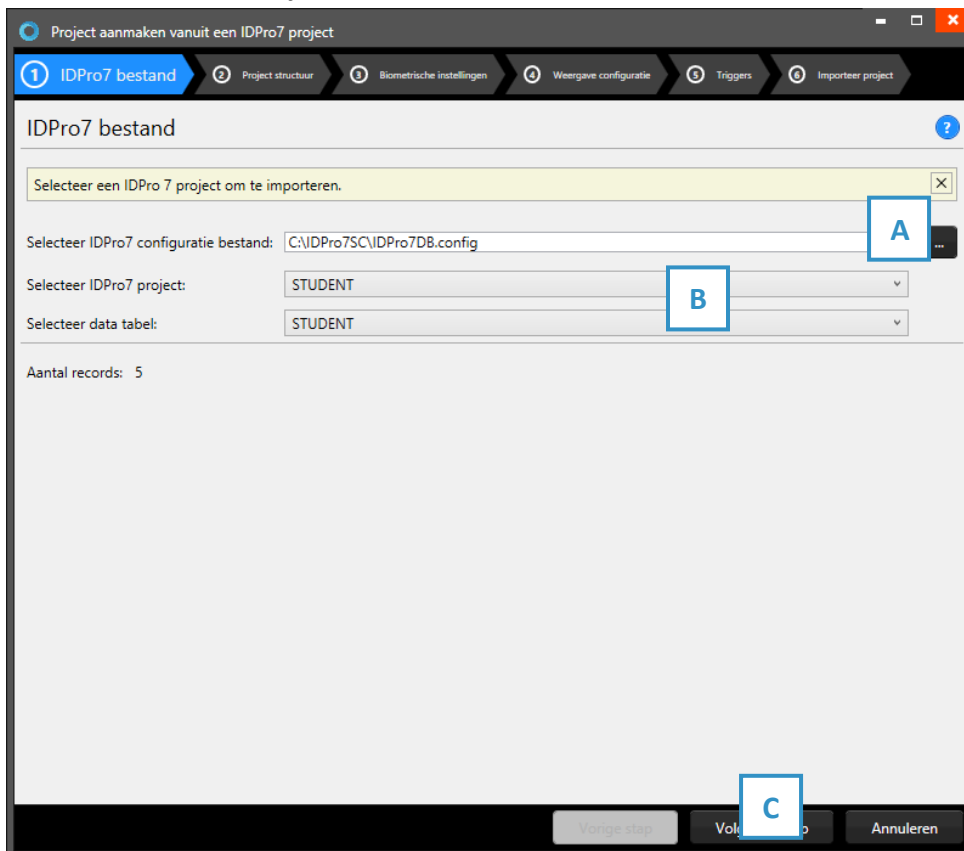 Project aanmaken vanuit een IDPro7 project
1 IDPro7 bestand 2 Project structuur 3 Biometrische instellingen 4 Weergave configuratie 5 Triggers 6 Importeer project
IDPro7 bestand ?
Selecteer een IDPro 7 project om te importeren.
A
Selecteer IDPro7 configuratie bestand: C:\IDPro7SC\IDPro7DB.config ...
Selecteer IDPro7 project: STUDENT
B
Selecteer data tabel: STUDENT
Aantal records: 5
C
Vorige stap Annuleren